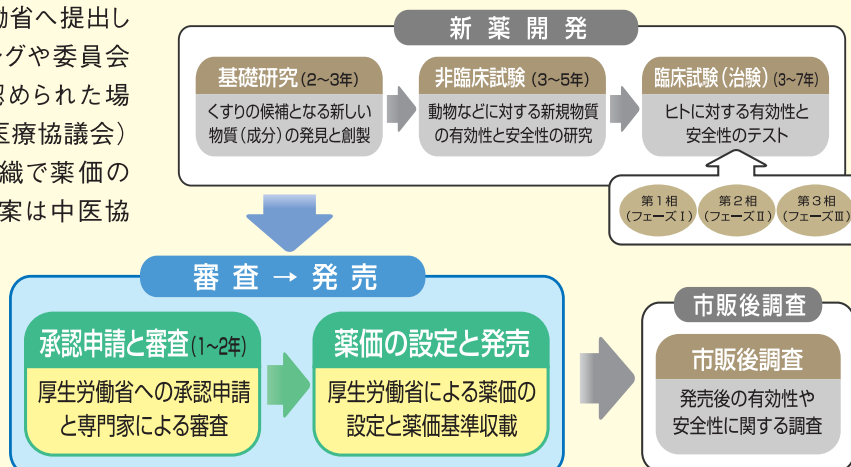 働省へ提出し
グや委員会
認められた場
医療協議会）
織で薬価の
案は中医協
新薬開発
基礎研究（2〜3年）
くすりの候補となる新しい
物質（成分）の発見と創製
非臨床試験（3〜5年）
動物などに対する新規物質
の有効性と安全性の研究
臨床試験（治験）（3〜7年）
ヒトに対する有効性と
安全性のテスト
第1相
（フェーズⅠ）
第2相
（フェーズⅡ）
第3相
（フェーズⅢ）
審査→発売
承認申請と審査（1〜2年）
厚生労働省への承認申請
と専門家による審査
薬価の設定と発売
厚生労働省による薬価の
設定と薬価基準収載
市販後調査
市販後調査
発売後の有効性や
安全性に関する調査